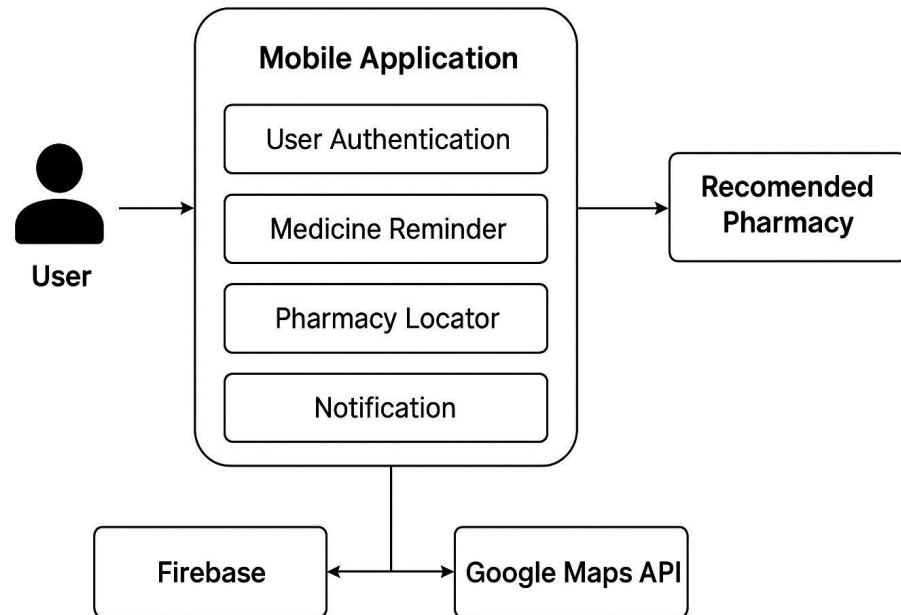 Mobile Application
User Authentication
Medicine Reminder
Pharmacy Locator
Notification
User
Recomended
Pharmacy
Firebase
Google Maps API